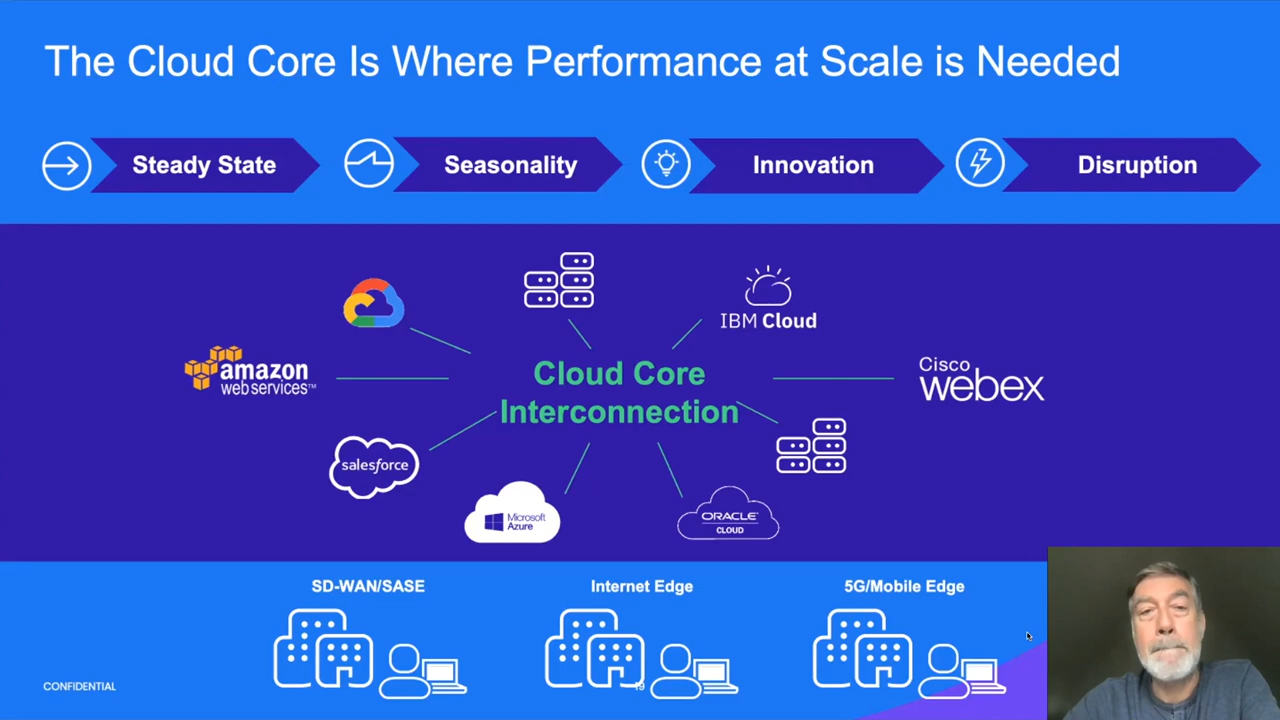 The Cloud Core Is Where Performance at Scale is Needed
Steady State
Seasonality
Innovation
Disruption
IBM Cloud
amazon
web services™
Cloud Core
Interconnection
Cisco
webex
salesforce
Microsoft
Azure
ORACLE
CLOUD
SD-WAN/SASE
Internet Edge
5G/Mobile Edge
CONFIDENTIAL
19